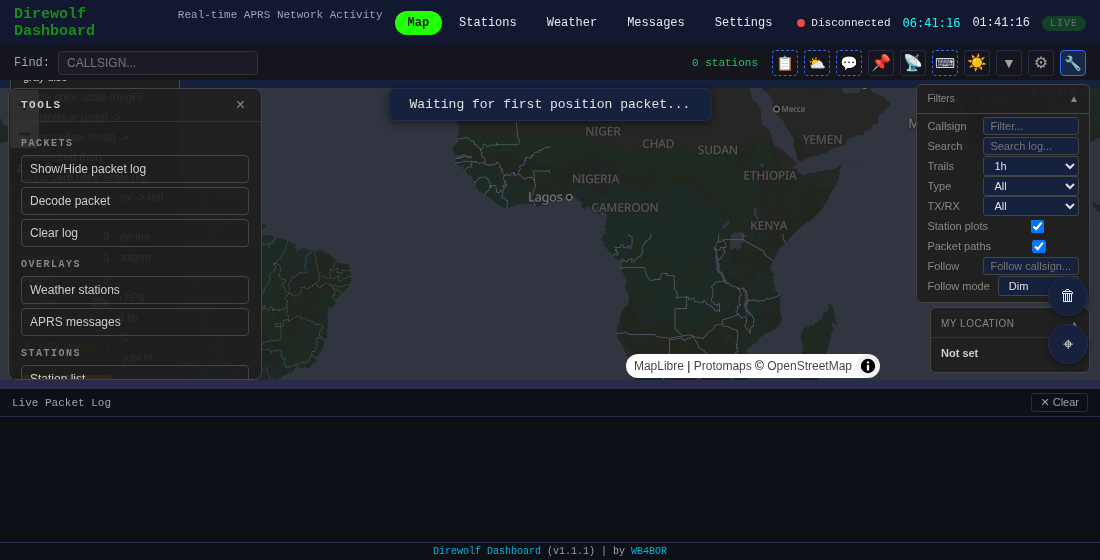 Direwolf Dashboard
Real-time APRS Network Activity
Map Stations Weather Messages Settings
Disconnected 06:41:16 01:41:16 LIVE
Find: CALLSIGN...
0 stations
TOOLS ×
PACKETS
Show/Hide packet log
Decode packet
Clear log
OVERLAYS
Weather stations
APRS messages
STATIONS
Station list
Waiting for first position packet...
Mecca
NIGER
CHAD
SUDAN
YEMEN
NIGERIA
ETHIOPIA
Lagos
CAMEROON
KENYA
Filters ▲
Callsign Filter...
Search Search log...
Trails 1h
Type All
TX/RX All
Station plots
Packet paths
Follow Follow callsign...
Follow mode Dim
MY LOCATION
Not set
MapLibre | Protomaps © OpenStreetMap
Live Packet Log
✕ Clear
Direwolf Dashboard (v1.1.1) | by WB4BOR